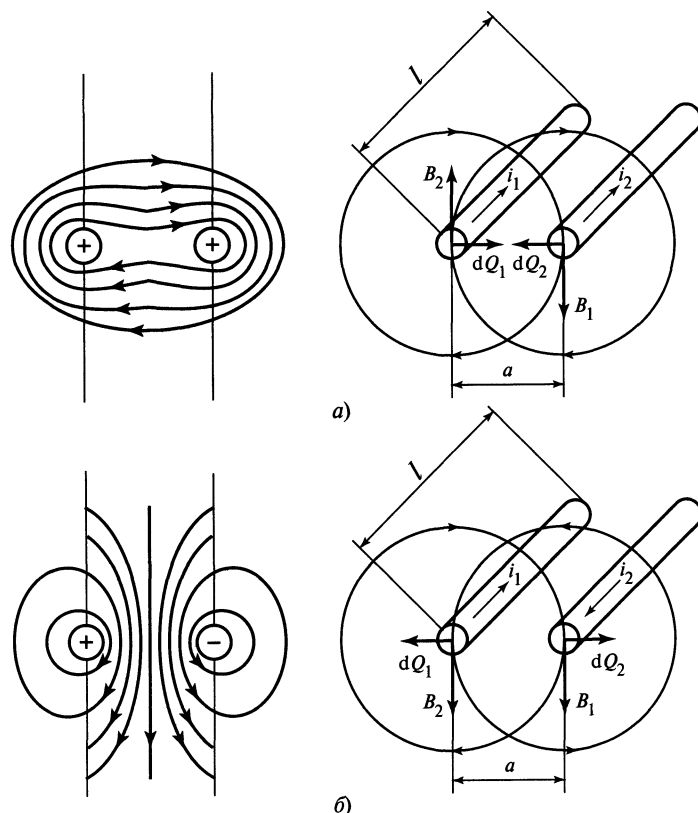 l
B₂ i₁ i₂
+ +
dQ₁ dQ₂
B₁
a
а)
l
i₁ i₂
+ −
dQ₁ dQ₂
B₂ B₁
a
б)